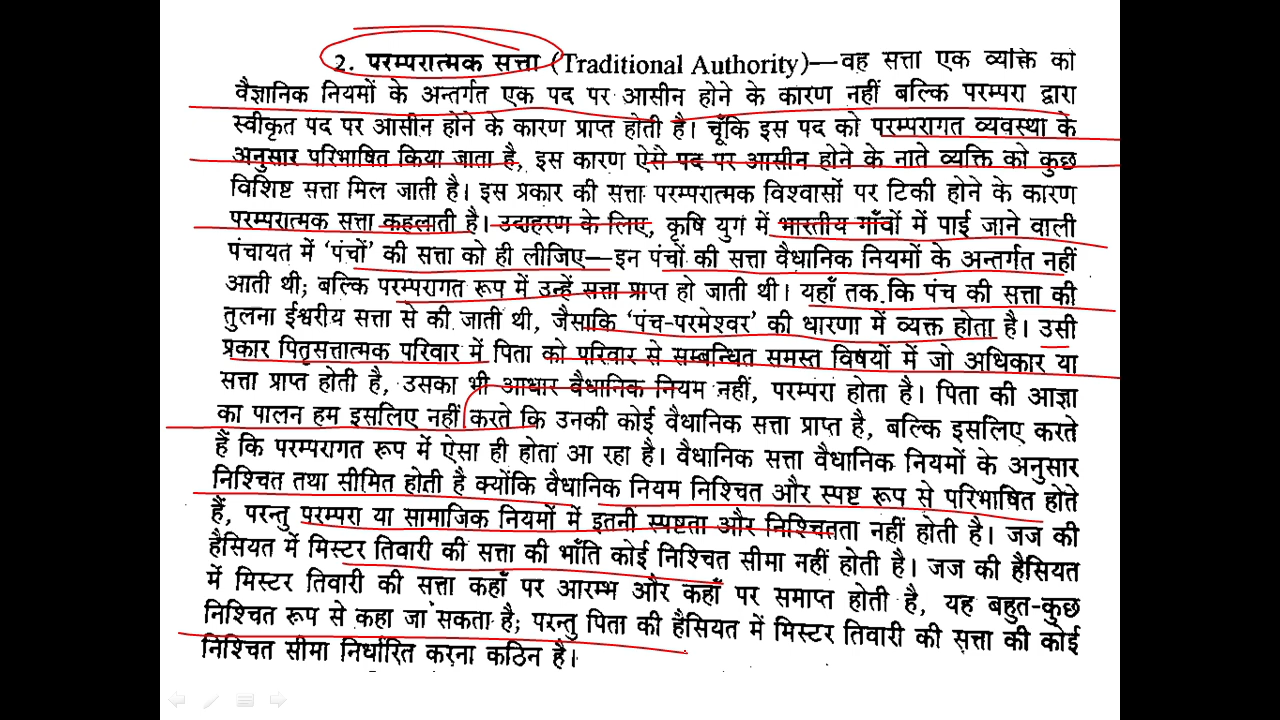 2. परम्परात्मक सत्ता (Traditional Authority)—वह सत्ता एक व्यक्ति को
वैज्ञानिक नियमों के अन्तर्गत एक पद पर आसीन होने के कारण नहीं बल्कि परम्परा द्वारा
स्वीकृत पद पर आसीन होने के कारण प्राप्त होती है। चूँकि इस पद को परम्परागत व्यवस्था के
अनुसार परिभाषित किया जाता है, इस कारण ऐसे पद पर आसीन होने के नाते व्यक्ति को कुछ
विशिष्ट सत्ता मिल जाती है। इस प्रकार की सत्ता परम्परात्मक विश्वासों पर टिकी होने के कारण
परम्परात्मक सत्ता कहलाती है। उदाहरण के लिए, कृषि युग में भारतीय गाँवों में पाई जाने वाली
पंचायत में ‘पंचों’ की सत्ता को ही लीजिए—इन पंचों की सत्ता वैधानिक नियमों के अन्तर्गत नहीं
आती थी; बल्कि परम्परागत रूप में उन्हें सत्ता प्राप्त हो जाती थी। यहाँ तक कि पंच की सत्ता की
तुलना ईश्वरीय सत्ता से की जाती थी, जैसाकि ‘पंच-परमेश्वर’ की धारणा में व्यक्त होता है। उसी
प्रकार पितृसत्तात्मक परिवार में पिता को परिवार से सम्बन्धित समस्त विषयों में जो अधिकार या
सत्ता प्राप्त होती है, उसका भी आधार वैधानिक नियम नहीं, परम्परा होता है। पिता की आज्ञा
का पालन हम इसलिए नहीं करते कि उनकी कोई वैधानिक सत्ता प्राप्त है, बल्कि इसलिए करते
हैं कि परम्परागत रूप में ऐसा ही होता आ रहा है। वैधानिक सत्ता वैधानिक नियमों के अनुसार
निश्चित तथा सीमित होती है क्योंकि वैधानिक नियम निश्चित और स्पष्ट रूप से परिभाषित होते
हैं, परन्तु परम्परा या सामाजिक नियमों में इतनी स्पष्टता और निश्चितता नहीं होती है। जज की
हैसियत में मिस्टर तिवारी की सत्ता की भाँति कोई निश्चित सीमा नहीं होती है। जज की हैसियत
में मिस्टर तिवारी की सत्ता कहाँ पर आरम्भ और कहाँ पर समाप्त होती है, यह बहुत-कुछ
निश्चित रूप से कहा जा सकता है; परन्तु पिता की हैसियत में मिस्टर तिवारी की सत्ता की कोई
निश्चित सीमा निर्धारित करना कठिन है।